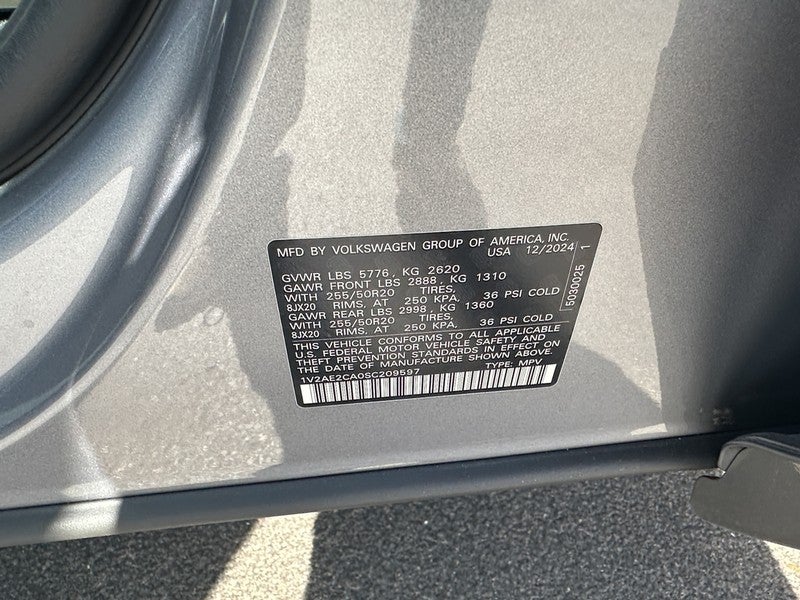 MFD BY VOLKSWAGEN GROUP OF AMERICA, INC.
USA 12/2024
GVWR LBS 5776, KG 2620
GAWR FRONT LBS 2888, KG 1310
WITH 255/50R20 TIRES,
8JX20 RIMS, AT 250 KPA, 36 PSI COLD
GAWR REAR LBS 2998, KG 1360
WITH 255/50R20 TIRES,
8JX20 RIMS, AT 250 KPA, 36 PSI COLD
THIS VEHICLE CONFORMS TO ALL APPLICABLE
U.S. FEDERAL MOTOR VEHICLE SAFETY AND
THEFT PREVENTION STANDARDS IN EFFECT ON
THE DATE OF MANUFACTURE SHOWN ABOVE.
1V2AE2CA0SC209597 TYPE: MPV
5030025 1